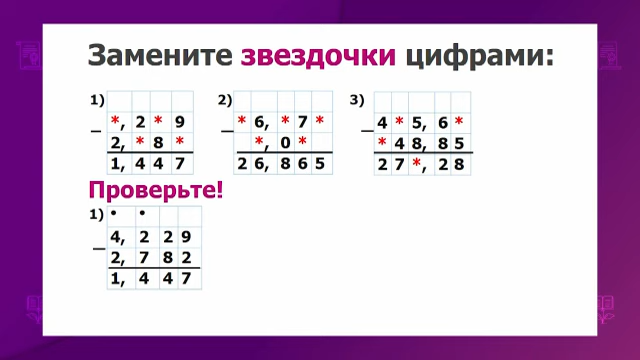 Замените звездочки цифрами:
1) *, 2 * 9
– 2, * 8 *
1, 4 4 7
2) * 6, * 7 *
– *, 0 *
2 6, 8 6 5
3) 4 * 5, 6 *
– * 4 8, 8 5
2 7 *, 2 8
Проверьте!
1) • •
4, 2 2 9
– 2, 7 8 2
1, 4 4 7